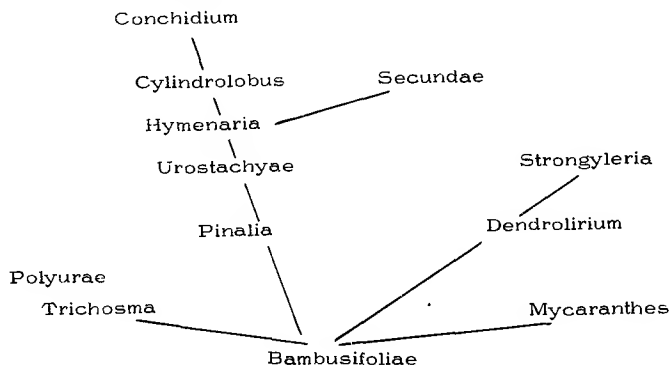 Conchidium
Cylindrolobus
Secundae
Hymenaria
Urostachyae
Strongyleria
Pinalia
Dendrolirium
Polyurae
Trichosma
Mycaranthes
Bambusifoliae